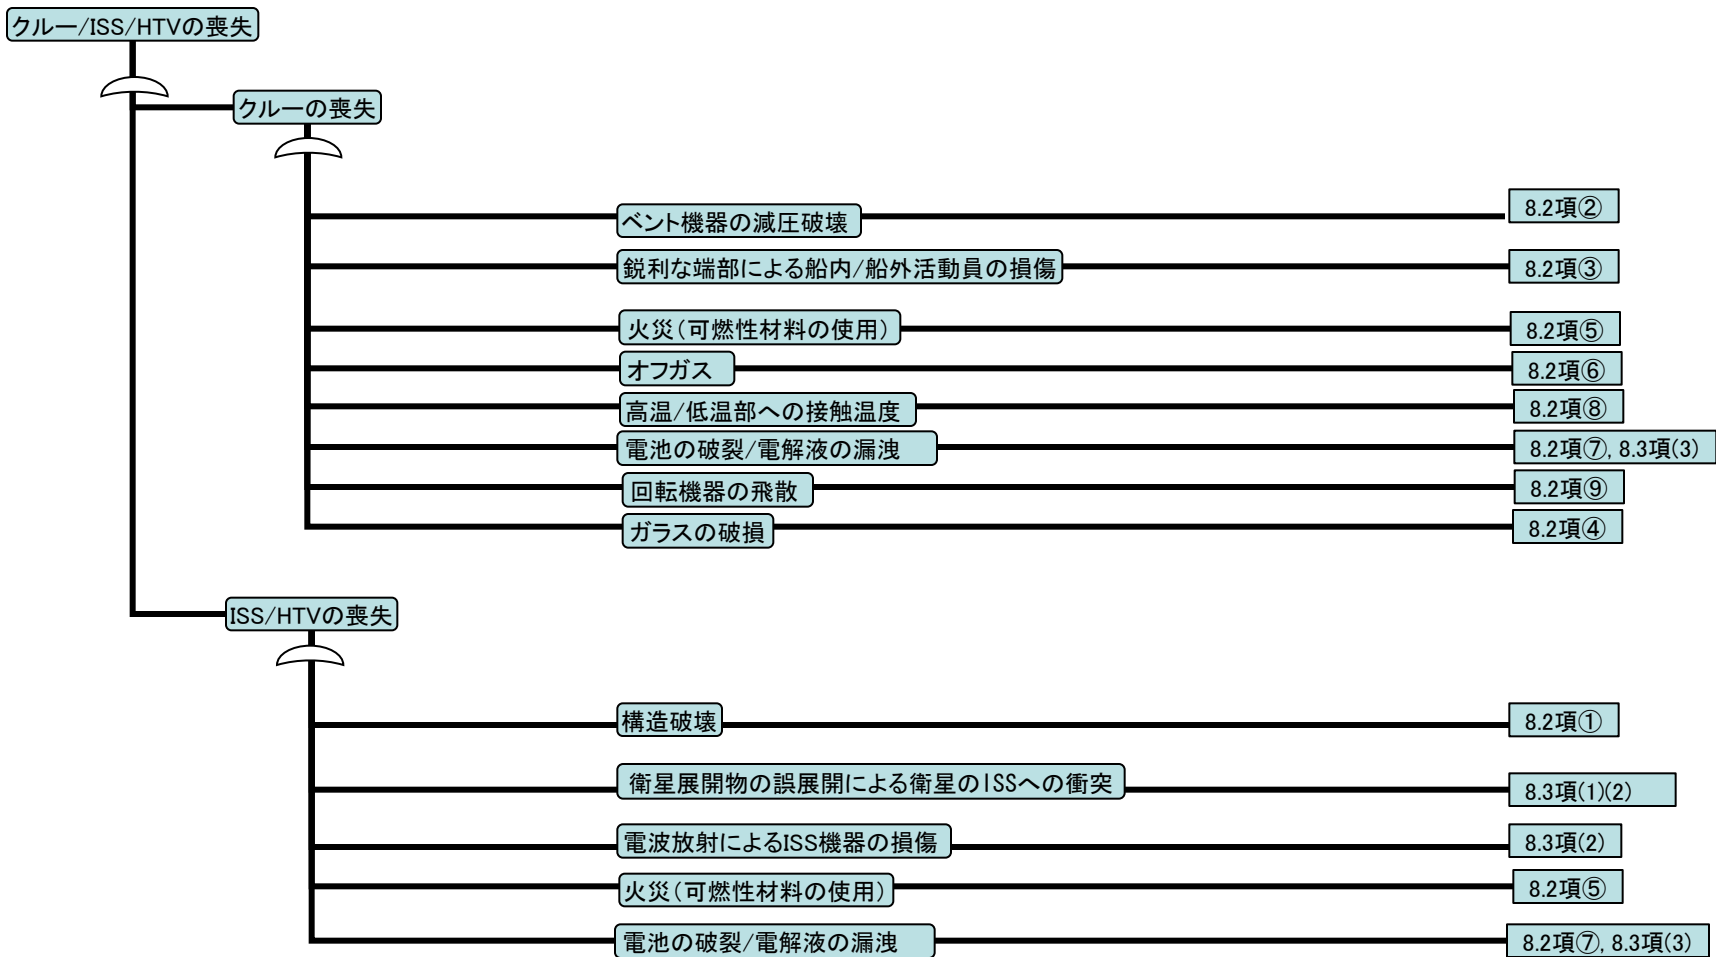 クルー/ISS/HTVの喪失
クルーの喪失
ベント機器の減圧破壊 8.2項②
鋭利な端部による船内/船外活動員の損傷 8.2項③
火災(可燃性材料の使用) 8.2項⑤
オフガス 8.2項⑥
高温/低温部への接触温度 8.2項⑧
電池の破裂/電解液の漏洩 8.2項⑦, 8.3項(3)
回転機器の飛散 8.2項⑨
ガラスの破損 8.2項④
ISS/HTVの喪失
構造破壊 8.2項①
衛星展開物の誤展開による衛星のISSへの衝突 8.3項(1)(2)
電波放射によるISS機器の損傷 8.3項(2)
火災(可燃性材料の使用) 8.2項⑤
電池の破裂/電解液の漏洩 8.2項⑦, 8.3項(3)